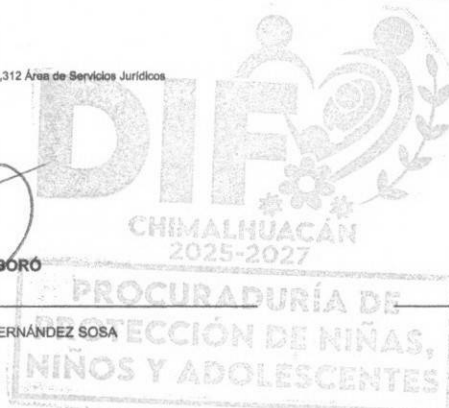 ,312 Área de Servicios Jurídicos
DIF
CHIMALHUACÁN
2025-2027
BORÓ
PROCURADURÍA DE
ERNÁNDEZ SOSA
PROTECCIÓN DE NIÑAS,
NIÑOS Y ADOLESCENTES